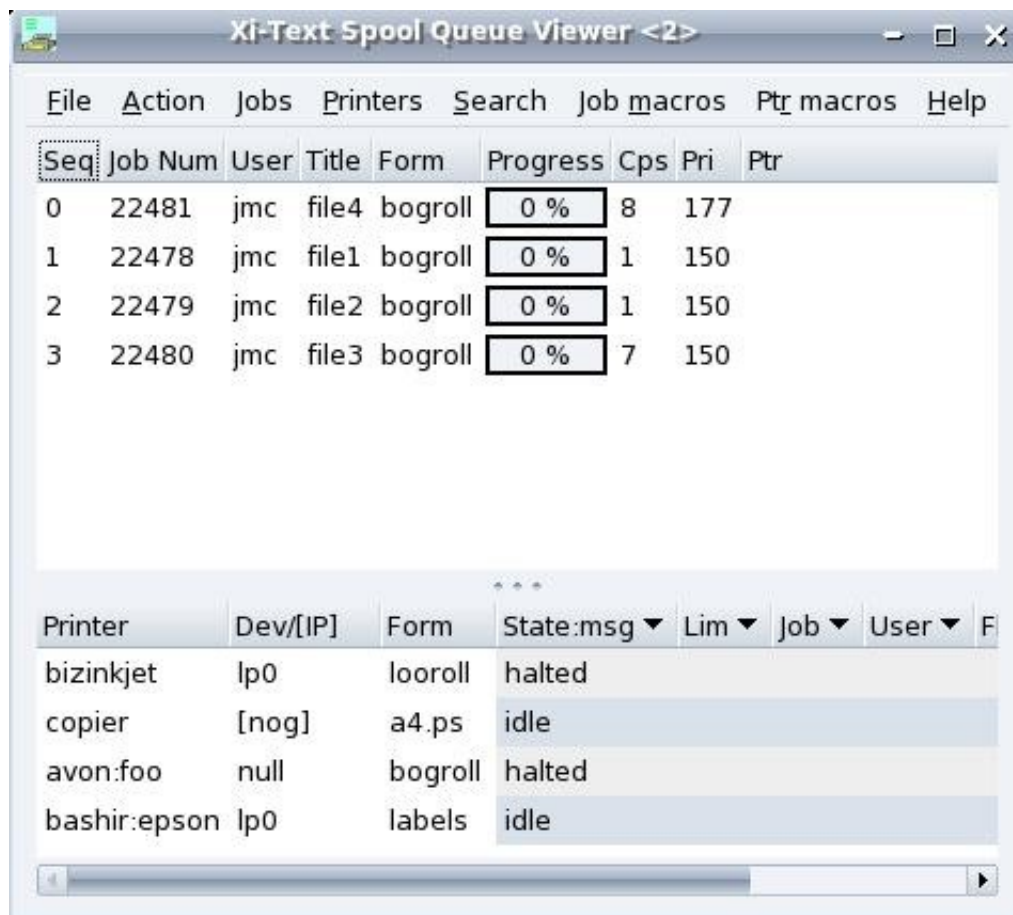 Xi-Text Spool Queue Viewer <2>
File Action Jobs Printers Search Job macros Ptr macros Help
Seq Job Num User Title Form Progress Cps Pri Ptr
0 22481 jmc file4 bogroll 0 % 8 177
1 22478 jmc file1 bogroll 0 % 1 150
2 22479 jmc file2 bogroll 0 % 1 150
3 22480 jmc file3 bogroll 0 % 7 150
Printer Dev/[IP] Form State:msg Lim Job User
bizinkjet lp0 looroll halted
copier [nog] a4.ps idle
avon:foo null bogroll halted
bashir:epson lp0 labels idle